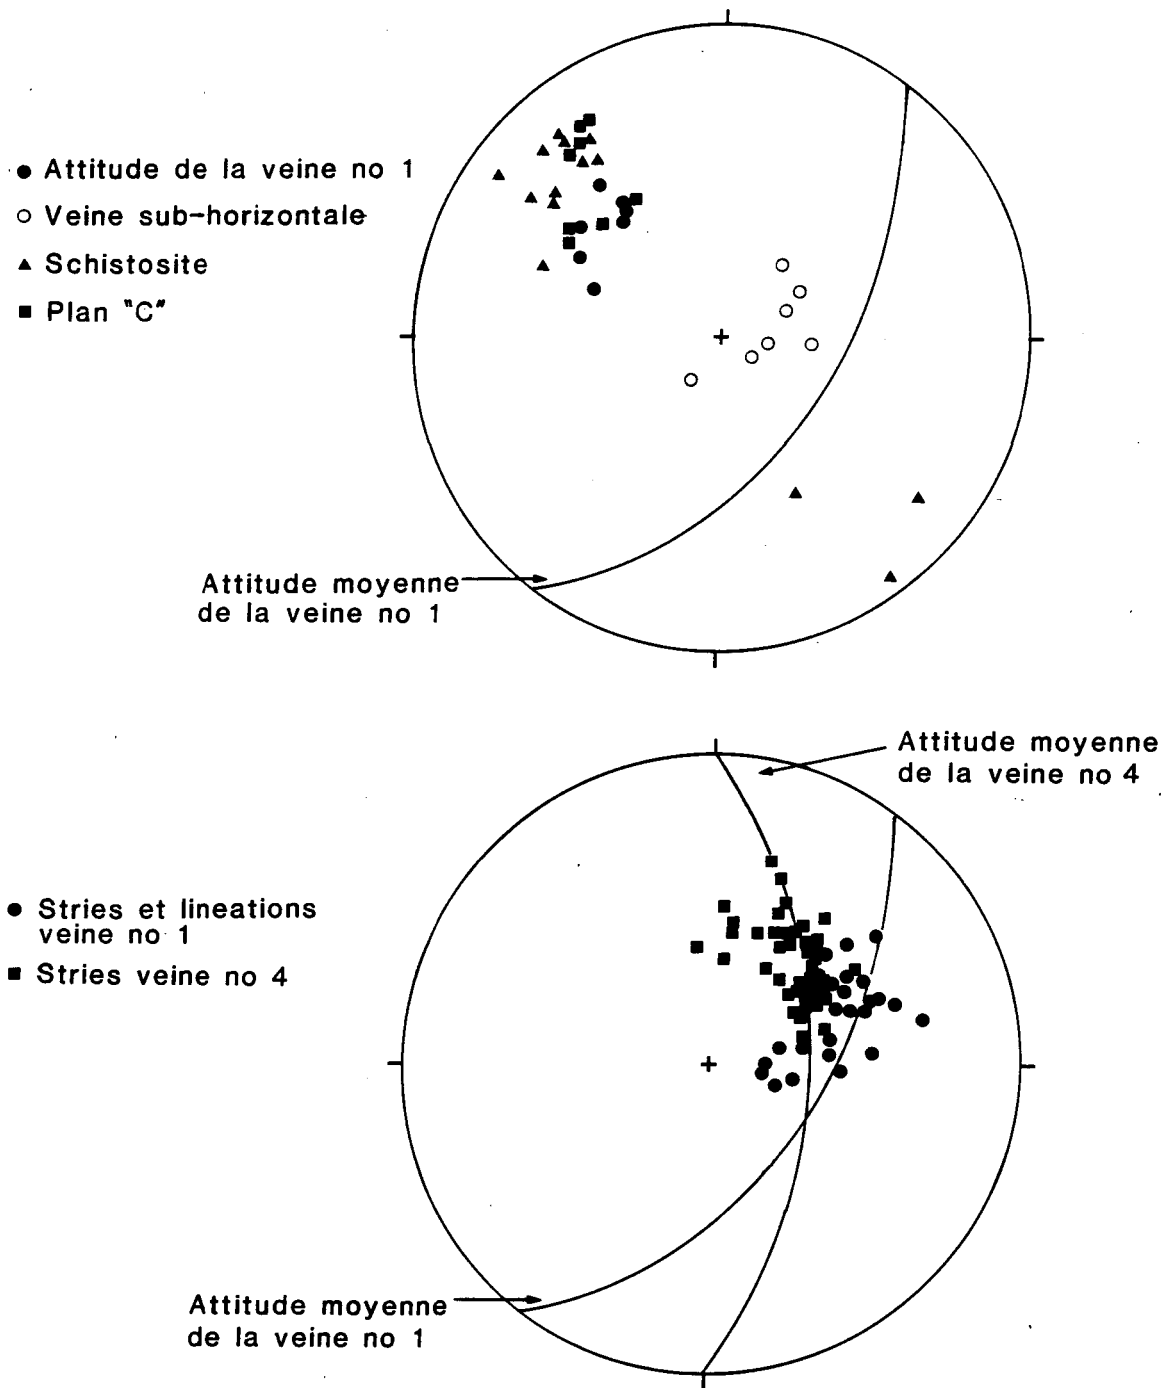 Attitude de la veine no 1
Veine sub-horizontale
Schistosite
Plan "C"
Attitude moyenne
de la veine no 1
Attitude moyenne
de la veine no 4
Stries et lineations
veine no 1
Stries veine no 4
Attitude moyenne
de la veine no 1